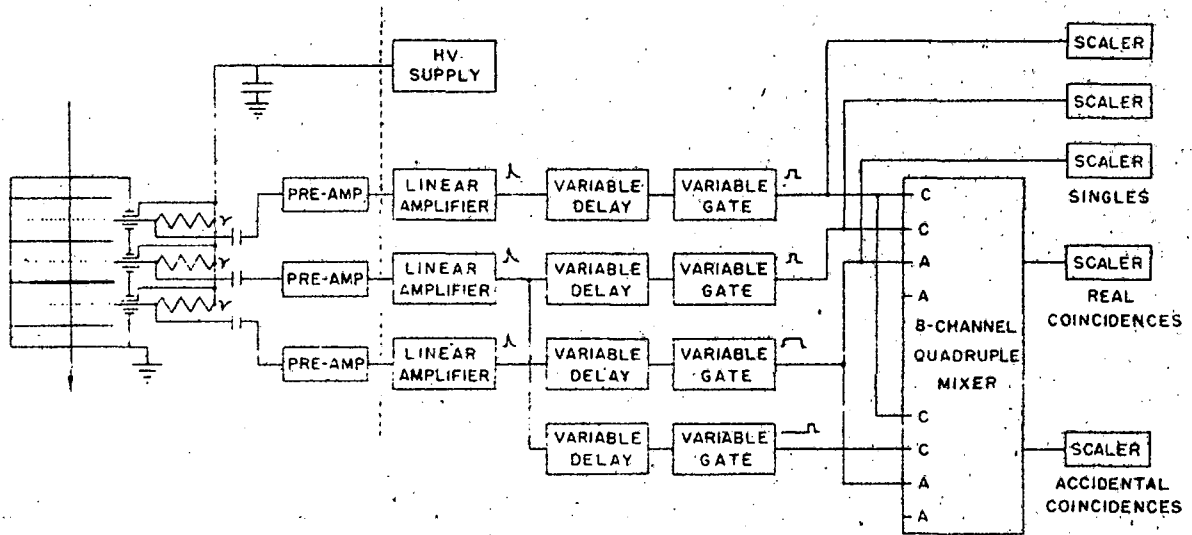 HV
SUPPLY
SCALER
SCALER
SCALER
SINGLES
PRE-AMP
LINEAR
AMPLIFIER
VARIABLE
DELAY
VARIABLE
GATE
C
r
C
r
PRE-AMP
LINEAR
AMPLIFIER
VARIABLE
DELAY
VARIABLE
GATE
A
SCALER
REAL
COINCIDENCES
r
A
8-CHANNEL
QUADRUPLE
MIXER
PRE-AMP
LINEAR
AMPLIFIER
VARIABLE
DELAY
VARIABLE
GATE
C
VARIABLE
DELAY
VARIABLE
GATE
C
SCALER
ACCIDENTAL
COINCIDENCES
A
A